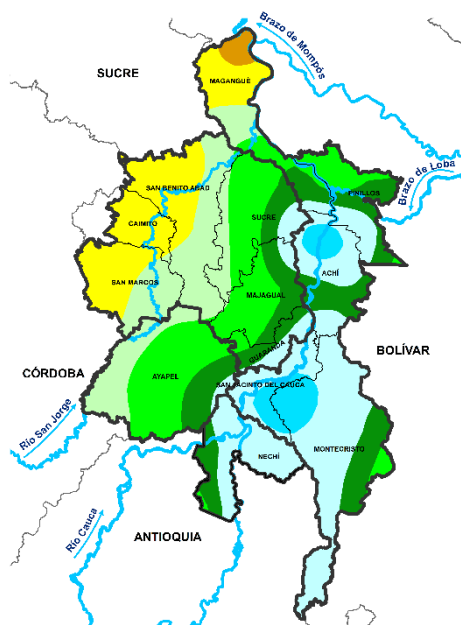 Brazo de Mompós
SUCRE
MAGANGUÉ
Brazo de Loba
SAN BENITO ABAD
PINILLOS
CAIMITO
SUCRE
ACHÍ
SAN MARCOS
MAJAGUAL
BOLÍVAR
GUARANDA
CÓRDOBA
AYAPEL
SAN JACINTO DEL CAUCA
Río San Jorge
MONTECRISTO
NECHÍ
Río Cauca
ANTIOQUIA